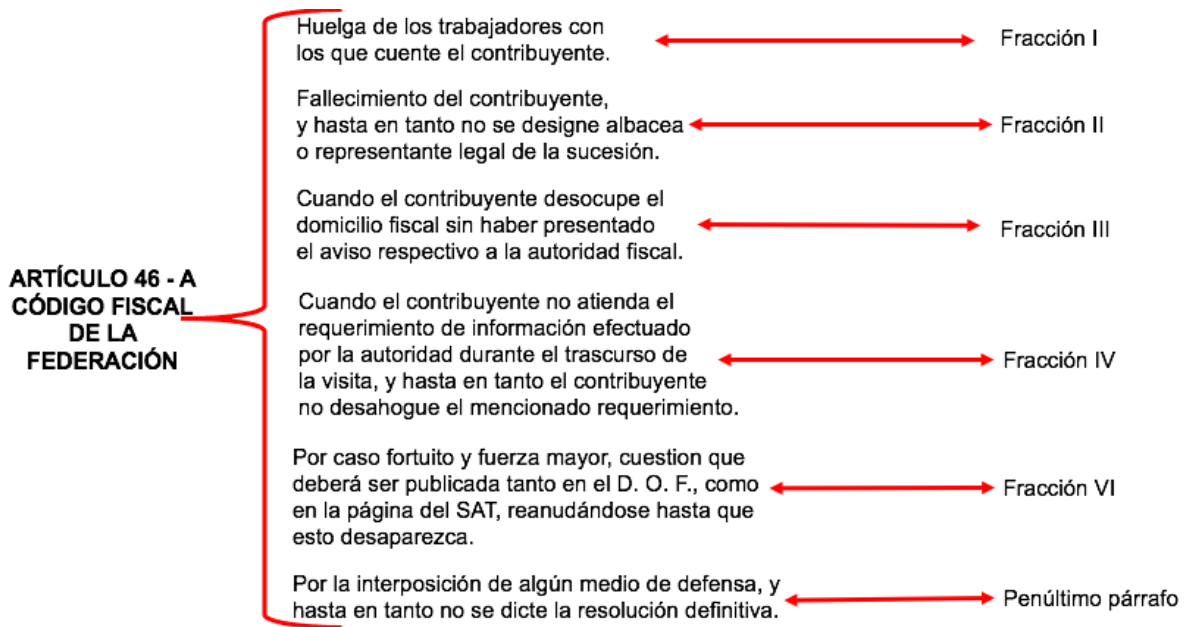 Huelga de los trabajadores con
los que cuente el contribuyente.
Fracción I
Fallecimiento del contribuyente,
y hasta en tanto no se designe albacea
o representante legal de la sucesión.
Fracción II
Cuando el contribuyente desocupe el
domicilio fiscal sin haber presentado
el aviso respectivo a la autoridad fiscal.
Fracción III
ARTÍCULO 46 - A
CÓDIGO FISCAL
DE LA
FEDERACIÓN
Cuando el contribuyente no atienda el
requerimiento de información efectuado
por la autoridad durante el trascurso de
la visita, y hasta en tanto el contribuyente
no desahogue el mencionado requerimiento.
Fracción IV
Por caso fortuito y fuerza mayor, cuestion que
deberá ser publicada tanto en el D. O. F., como
en la página del SAT, reanudándose hasta que
esto desaparezca.
Fracción VI
Por la interposición de algún medio de defensa, y
hasta en tanto no se dicte la resolución definitiva.
Penúltimo párrafo